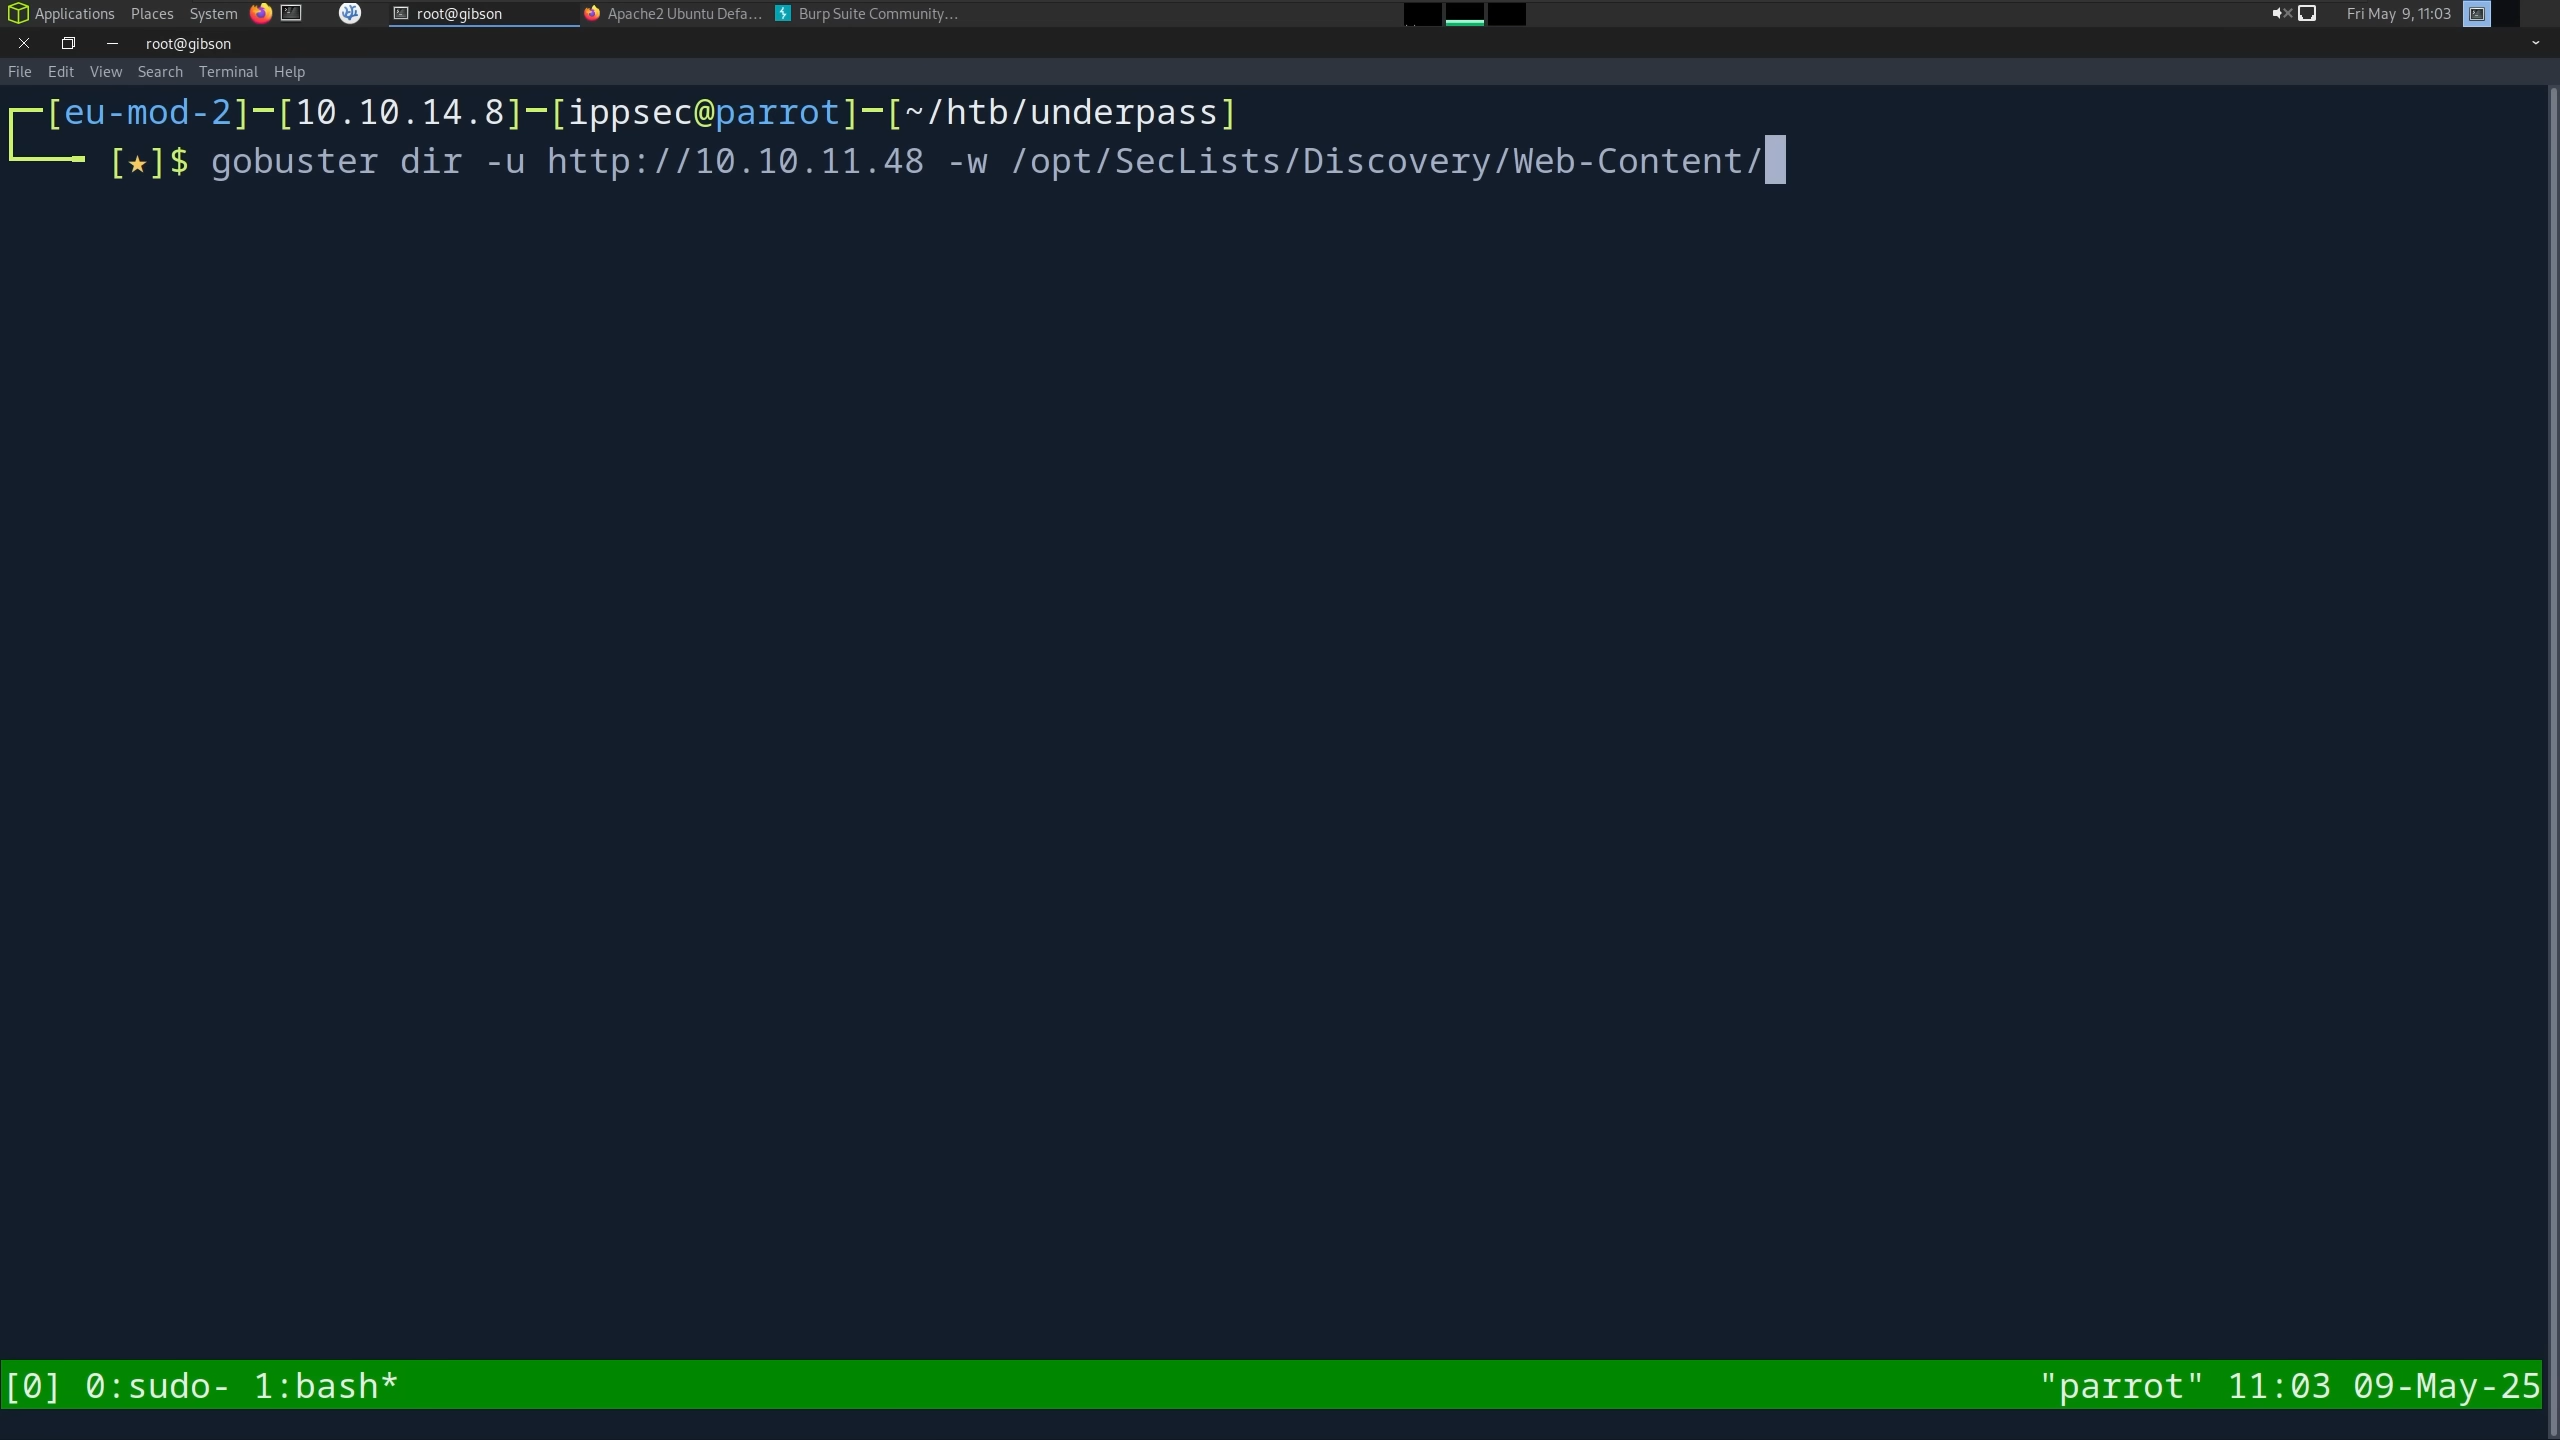 Applications Places System root@gibson Apache2 Ubuntu Defa... Burp Suite Community... Fri May 9, 11:03
root@gibson
File Edit View Search Terminal Help
[eu-mod-2]─[10.10.14.8]─[ippsec@parrot]─[~/htb/underpass]
[★]$ gobuster dir -u http://10.10.11.48 -w /opt/SecLists/Discovery/Web-Content/
[0] 0:sudo- 1:bash* "parrot" 11:03 09-May-25